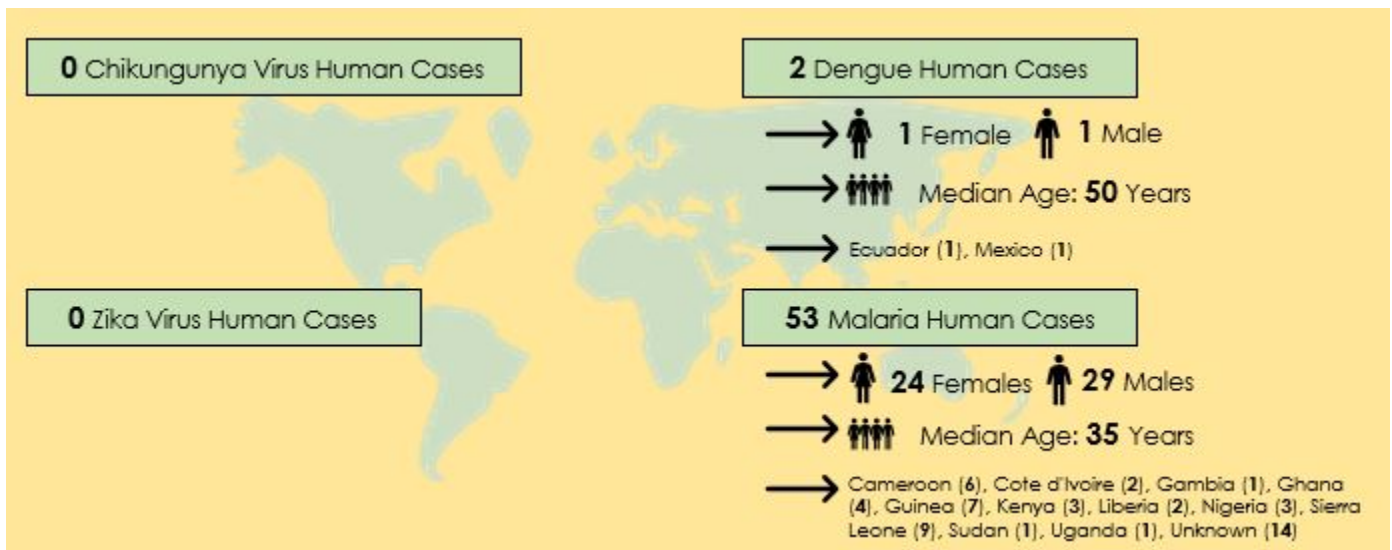 0 Chikungunya Virus Human Cases
2 Dengue Human Cases
1 Female 1 Male
Median Age: 50 Years
Ecuador (1), Mexico (1)
0 Zika Virus Human Cases
53 Malaria Human Cases
24 Females 29 Males
Median Age: 35 Years
Cameroon (6), Cote d'Ivoire (2), Gambia (1), Ghana
(4), Guinea (7), Kenya (3), Liberia (2), Nigeria (3), Sierra
Leone (9), Sudan (1), Uganda (1), Unknown (14)